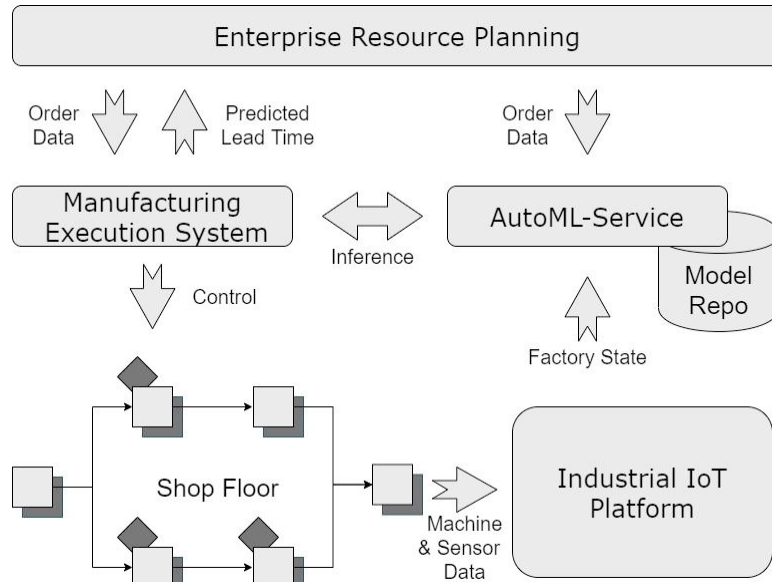 Enterprise Resource Planning
Order
Data
Predicted
Lead Time
Order
Data
Manufacturing
Execution System
Inference
AutoML-Service
Model
Repo
Control
Factory State
Shop Floor
Industrial IoT
Platform
Machine
& Sensor
Data